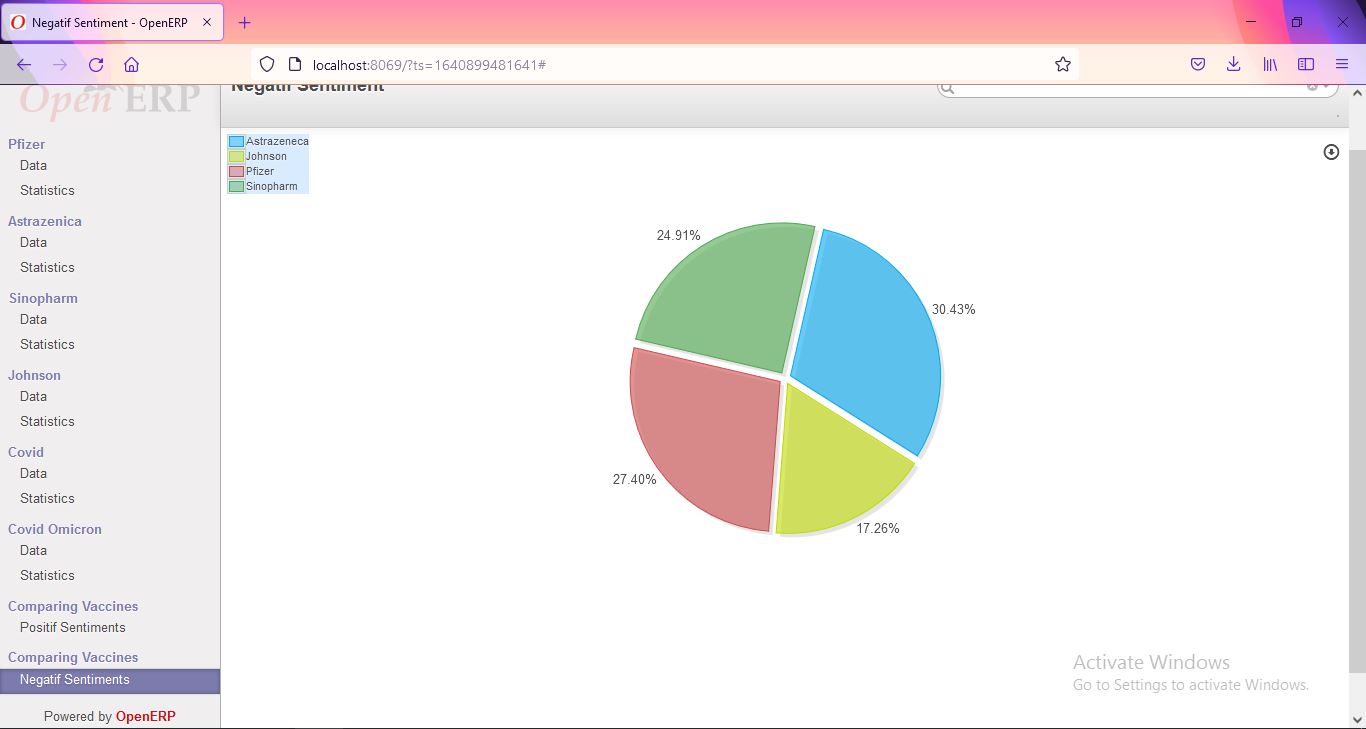 Negatif Sentiment - OpenERP
localhost:8069/?ts=1640899481641#
Open ERP
Negatif Sentiment
Pfizer
Data
Statistics
Astrazenica
Data
Statistics
Sinopharm
Data
Statistics
Johnson
Data
Statistics
Covid
Data
Statistics
Covid Omicron
Data
Statistics
Comparing Vaccines
Positif Sentiments
Comparing Vaccines
Negatif Sentiments
Powered by OpenERP
Astrazeneca
Johnson
Pfizer
Sinopharm
24.91%
30.43%
27.40%
17.26%
Activate Windows
Go to Settings to activate Windows.